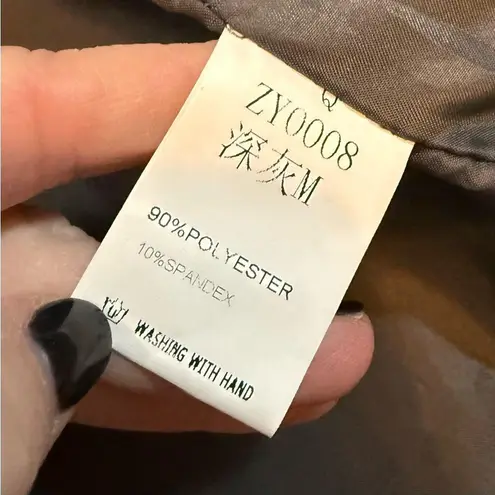 Q
ZY0008
深灰M
90%POLYESTER
10%SPANDEX
WASHING WITH HAND